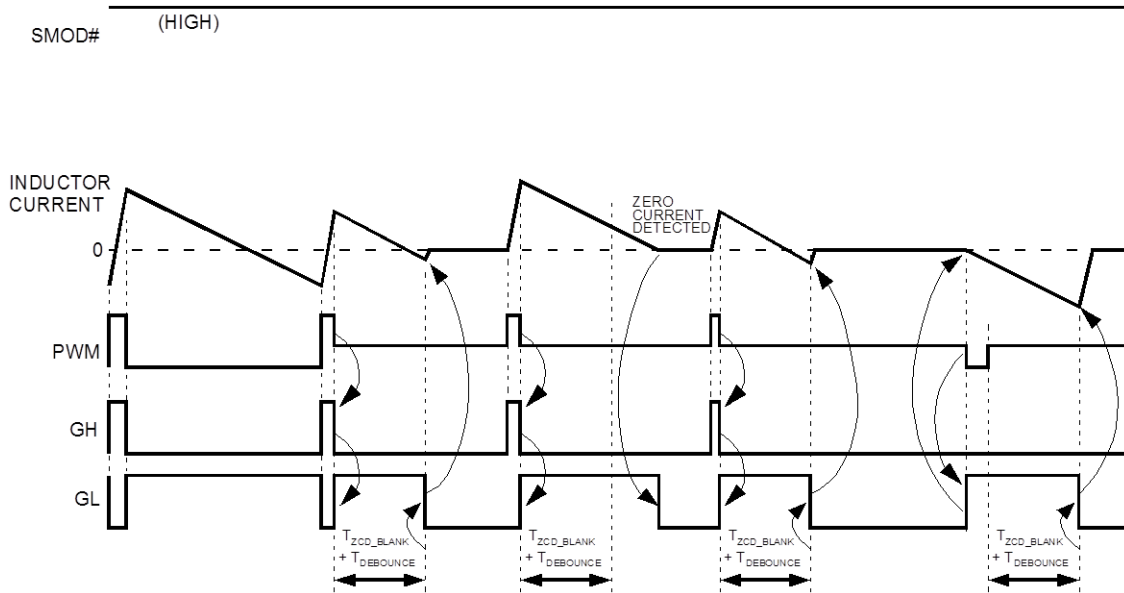 (HIGH)
SMOD#
INDUCTOR
CURRENT
ZERO
CURRENT
DETECTED
0
PWM
GH
GL
TZCD_BLANK
+ TDEBOUNCE
TZCD_BLANK
+ TDEBOUNCE
TZCD_BLANK
+ TDEBOUNCE
TZCD_BLANK
+ TDEBOUNCE